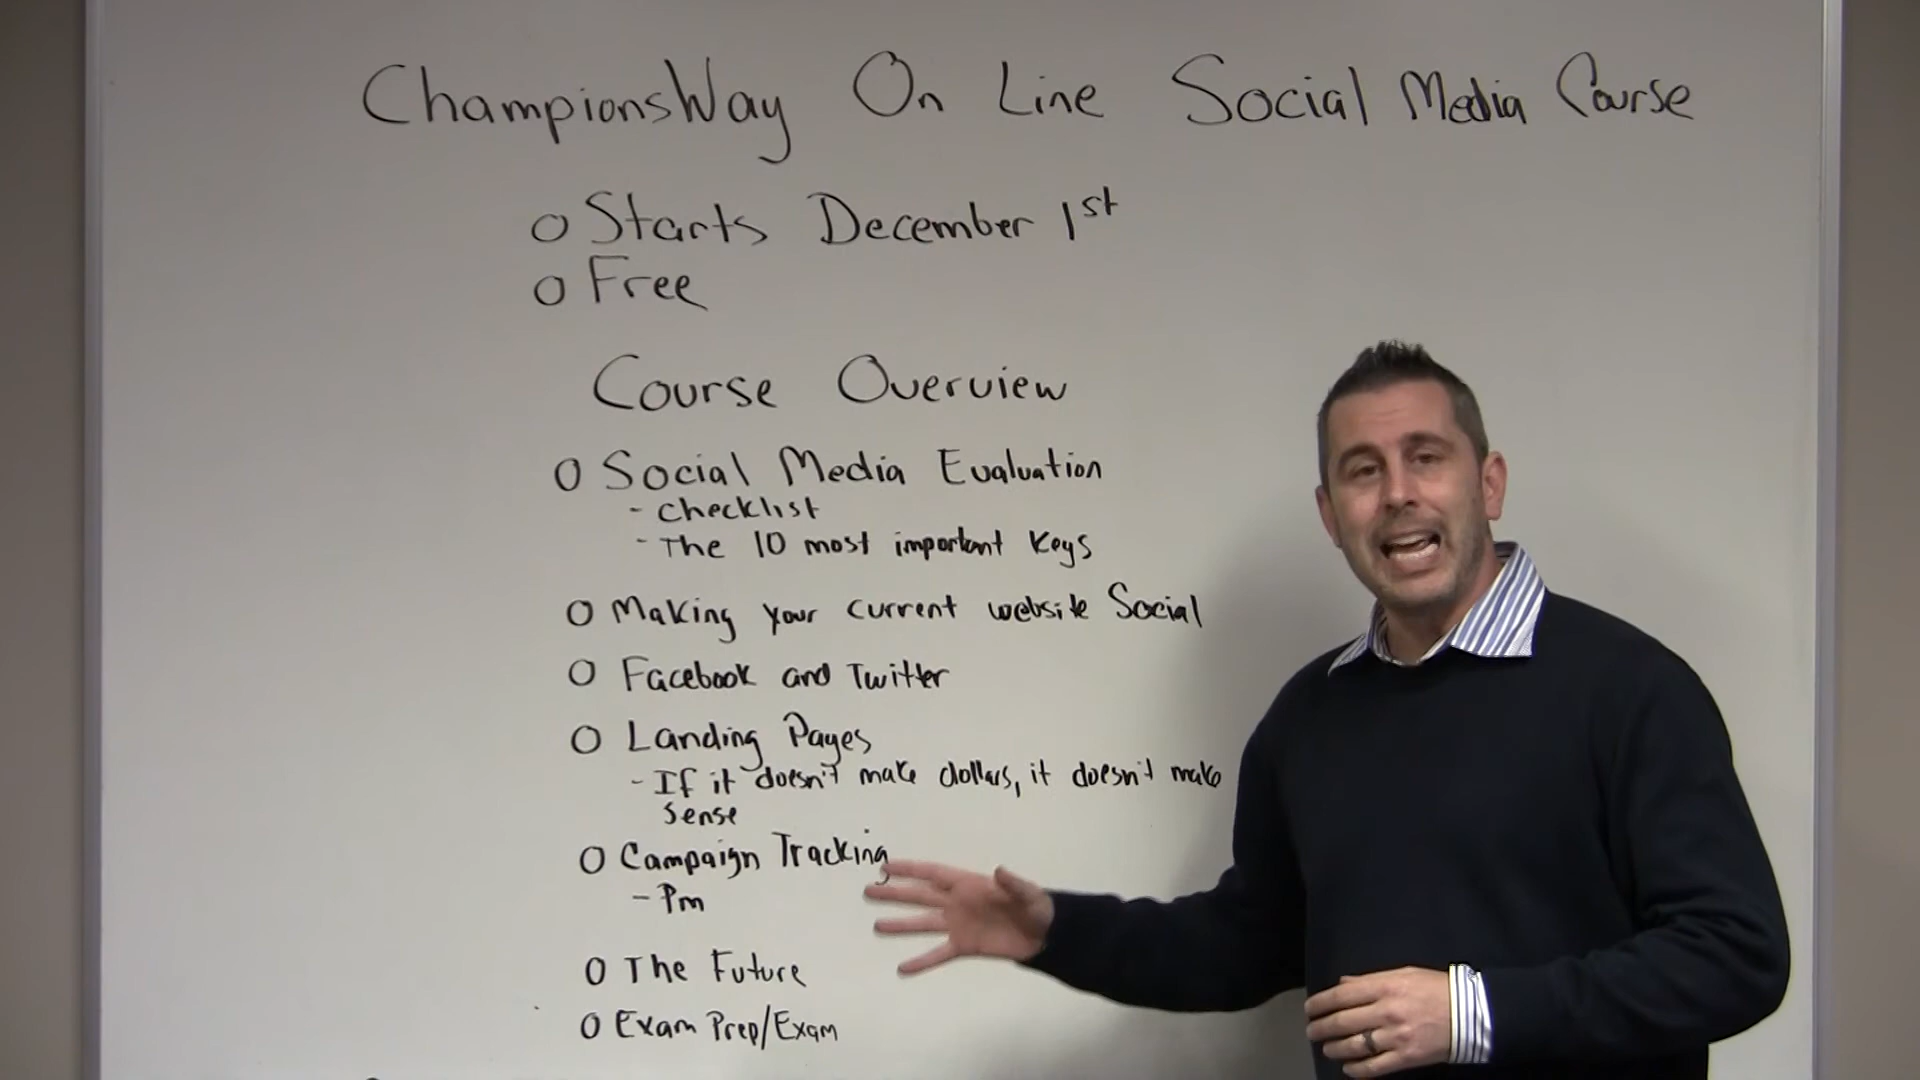 ChampionsWay On Line Social Media Course
O Starts December 1st
O Free
Course Overview
O Social Media Evaluation
- Checklist
- The 10 most important keys
O Making your current website Social
O Facebook and Twitter
O Landing Pages
- If it doesn't make dollars, it doesn't make
sense
O Campaign Tracking
- Pm
O The Future
O Exam Prep/Exam